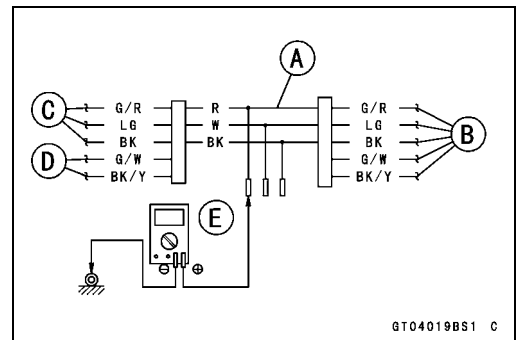 A
C G/R R G/R
LG W LG B
BK BK BK
D G/W G/W
BK/Y BK/Y
E
⊖ ⊕
GT04019BS1 C